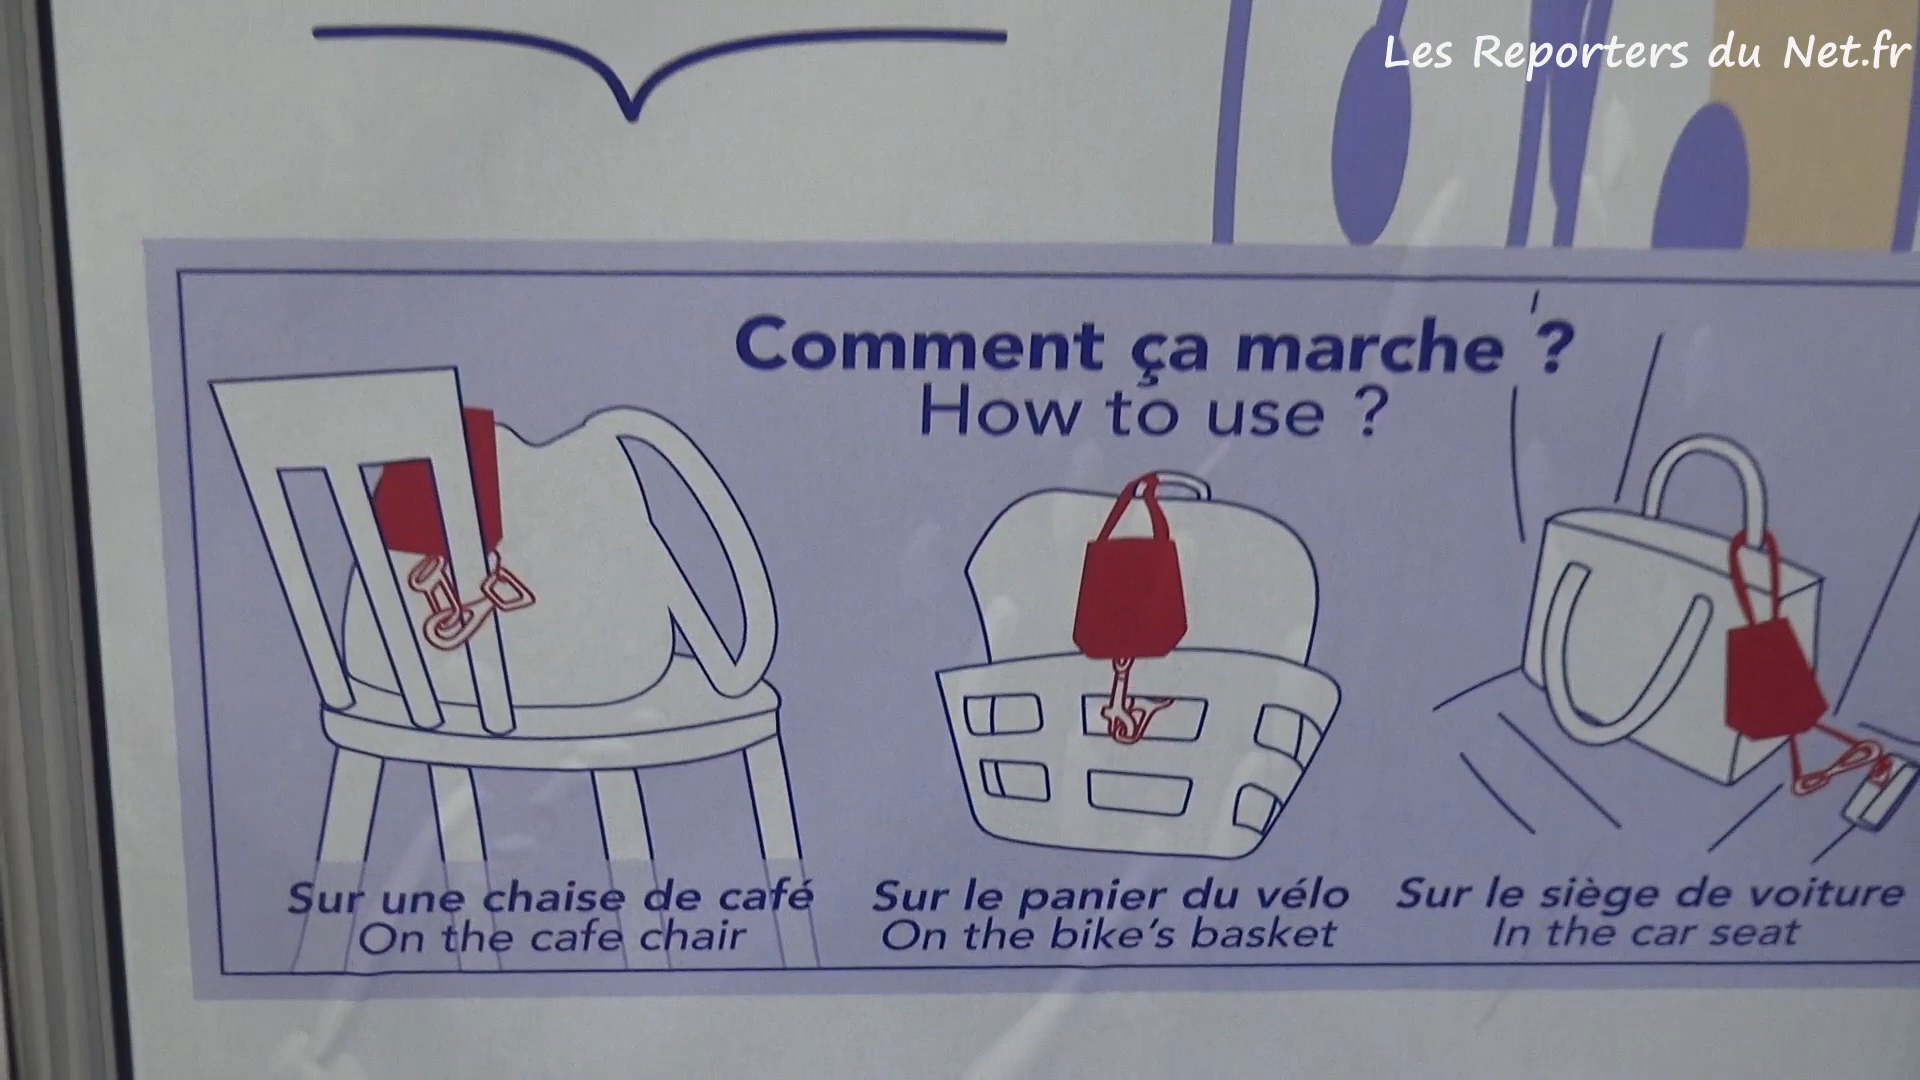 Les Reporters du Net.fr
Comment ça marche ?
How to use ?
Sur une chaise de café
On the cafe chair
Sur le panier du vélo
On the bike's basket
Sur le siège de voiture
In the car seat